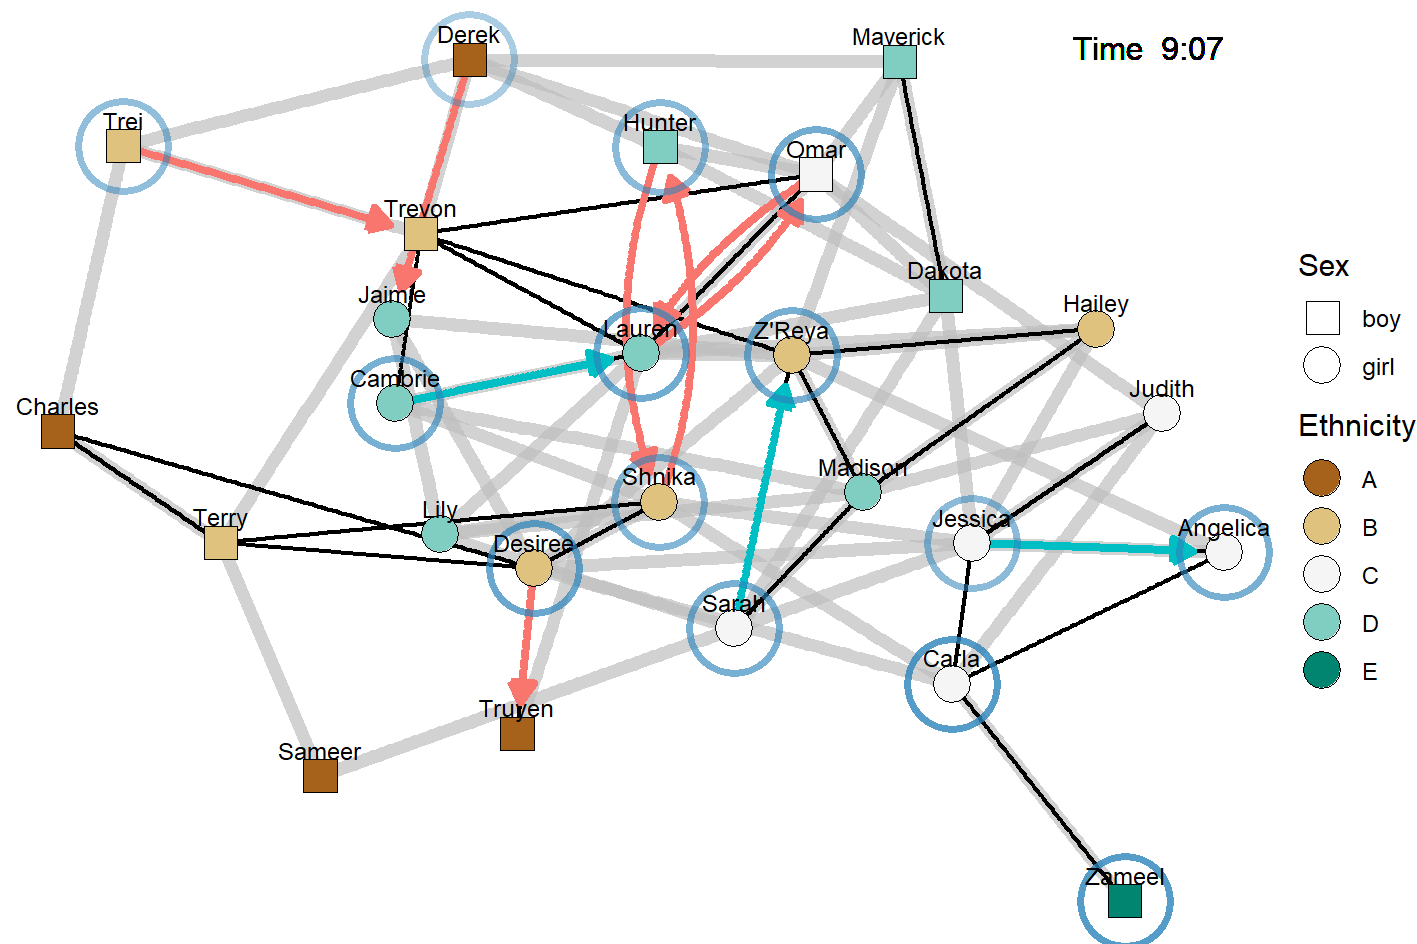 Derek
Maverick
Time 9:07
Trei
Hunter
Omar
Trevon
Dakota
Jaimie
Lauren
Z'Reya
Hailey
Cambrie
Judith
Charles
Shnika
Madison
Terry
Lily
Desiree
Jessica
Angelica
Sarah
Carla
Truyen
Sameer
Zameel
Sex
boy
girl
Ethnicity
A
B
C
D
E